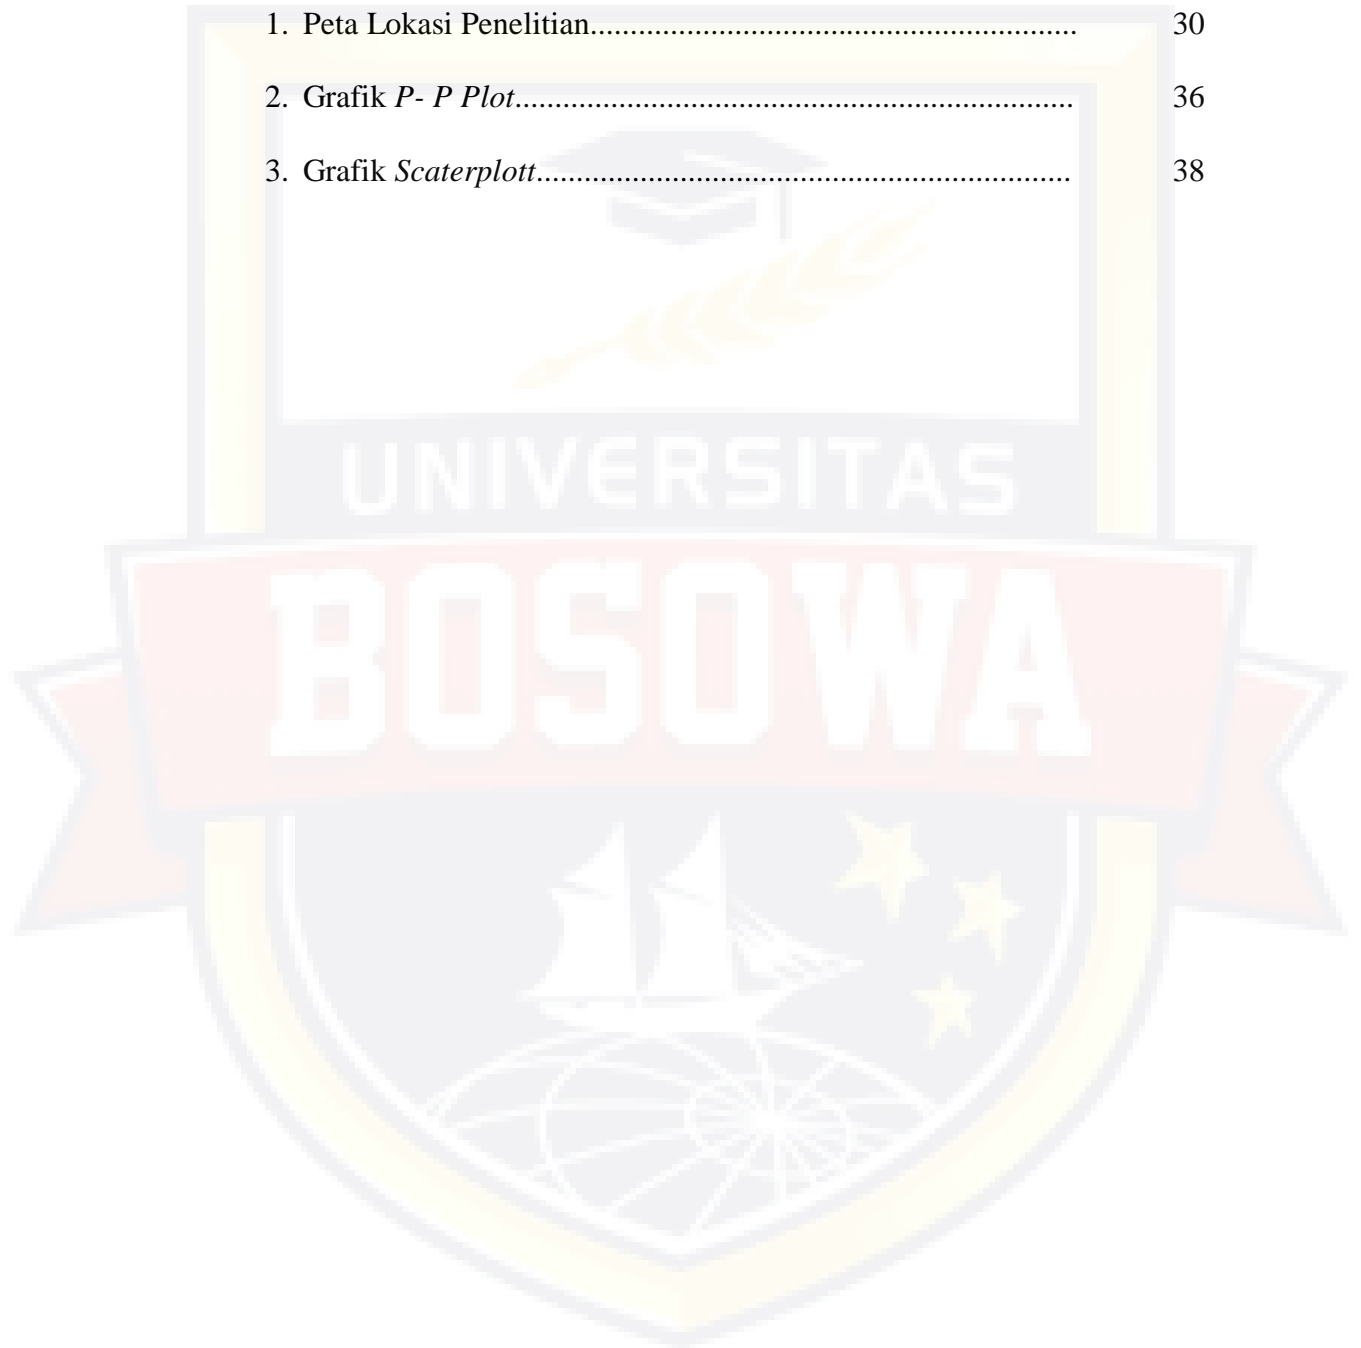 1. Peta Lokasi Penelitian............................................................ 30
2. Grafik P- P Plot..................................................................... 36
3. Grafik Scaterplott.................................................................. 38
UNIVERSITAS
BOSOWA